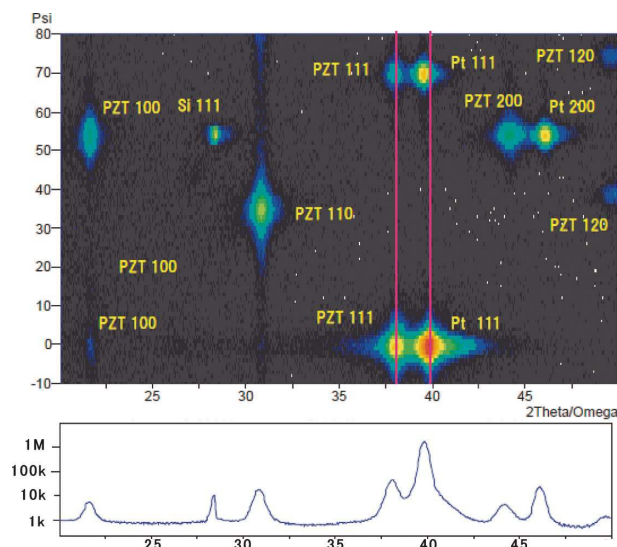 Psi
80
PZT 111
Pt 111
PZT 120
70
60
PZT 100
Si 111
PZT 200
Pt 200
50
40
PZT 110
PZT 120
30
20
PZT 100
10
PZT 100
PZT 111
Pt 111
0
-10
25
30
35
40
45
2Theta/Omega
1M
100k
10k
1k
25
30
35
40
45